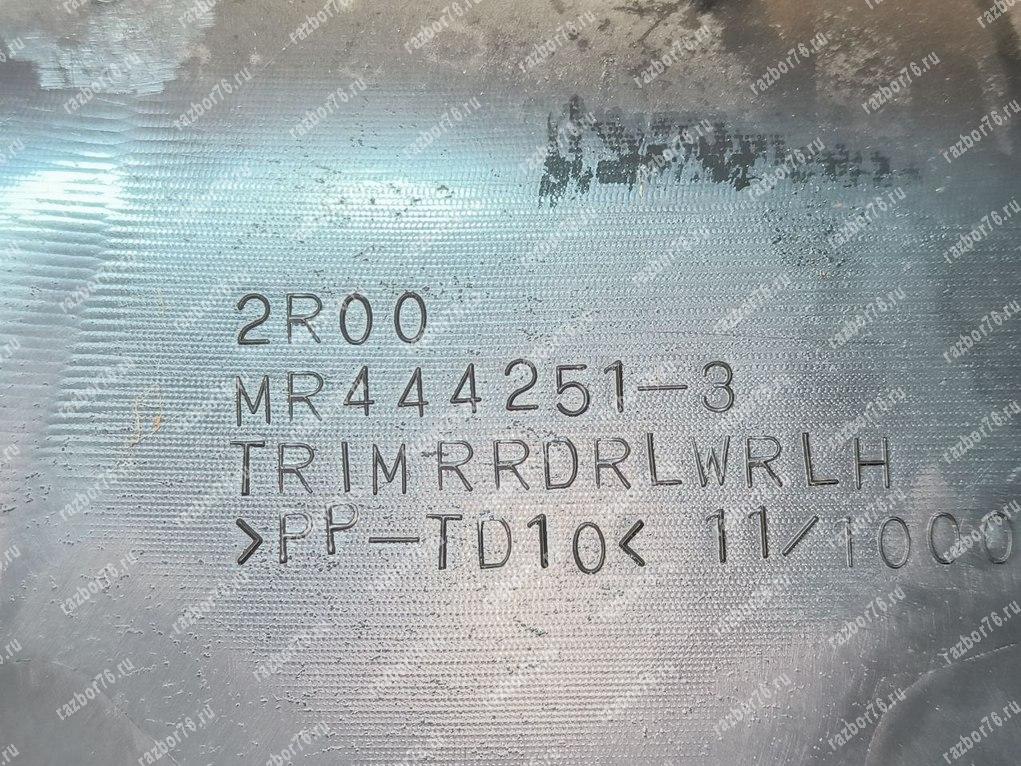 2R00
MR444251-3
TRIMRRDRLWRLH
>PP-TD10< 11/1000
razbor76.ru